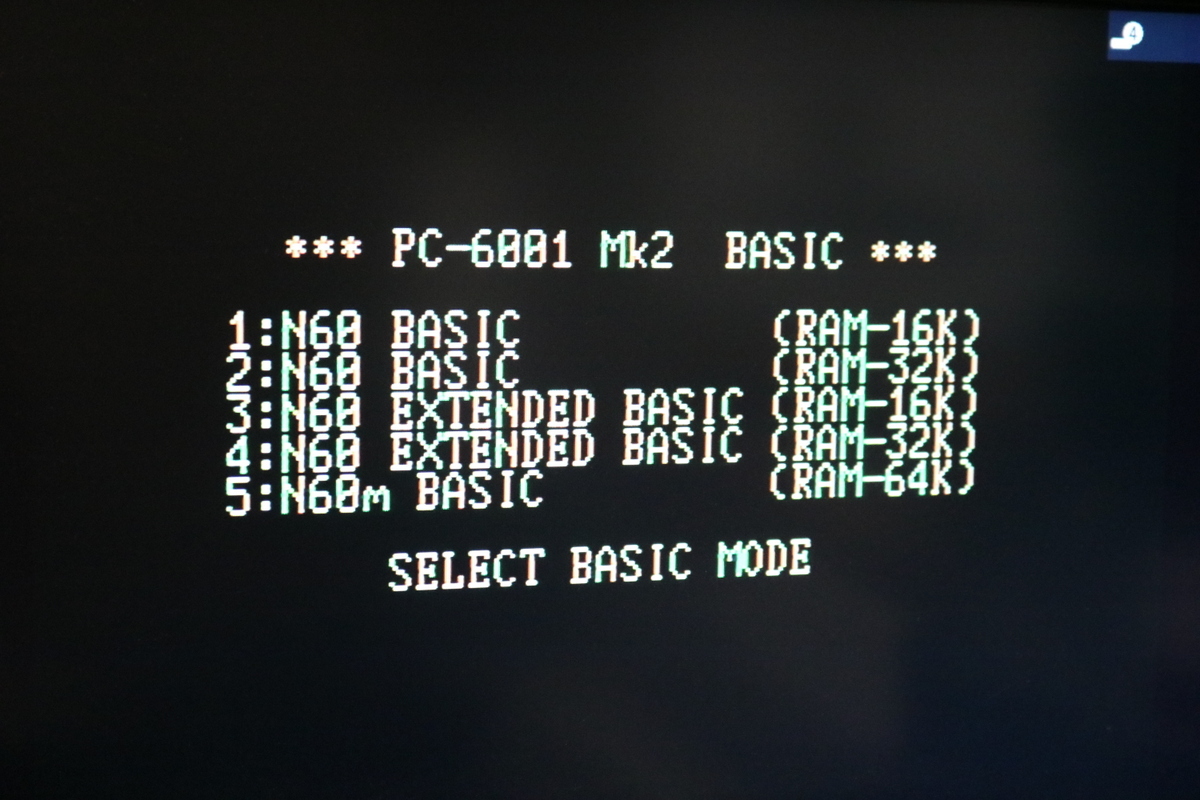 4
*** PC-6001 Mk2  BASIC ***
1:N60 BASIC          (RAM-16K)
2:N60 BASIC          (RAM-32K)
3:N60 EXTENDED BASIC (RAM-16K)
4:N60 EXTENDED BASIC (RAM-32K)
5:N60m BASIC         (RAM-64K)
SELECT BASIC MODE